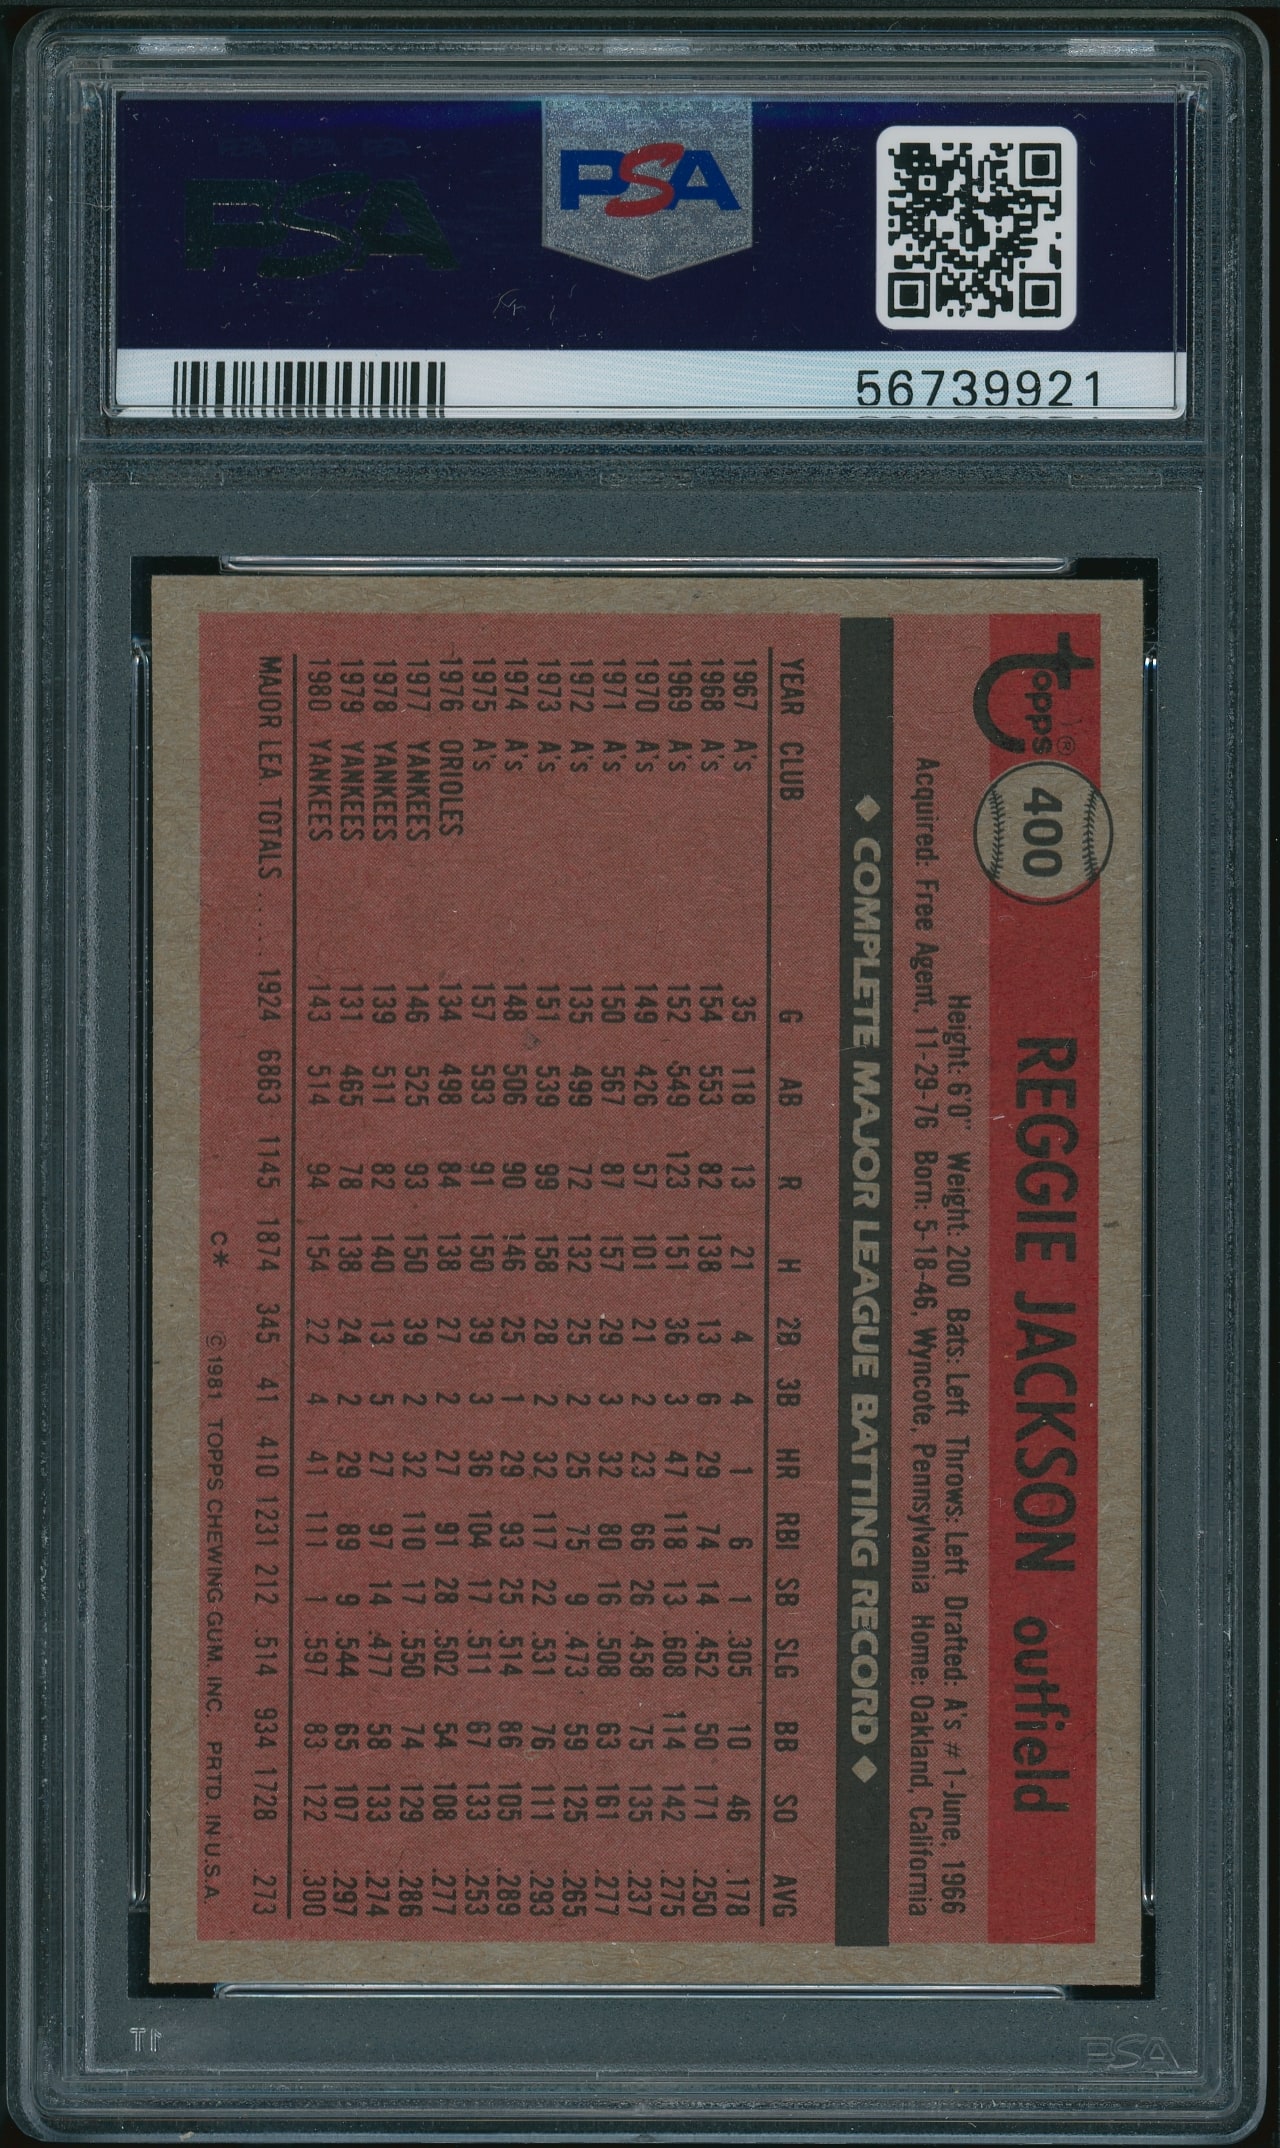 PSA
PSA
56739921
topps®
400
REGGIE JACKSON outfield
Height: 6'0" Weight: 200 Bats: Left Throws: Left Drafted: A's #1-June, 1966
Acquired: Free Agent, 11-29-76 Born: 5-18-46, Wyncote, Pennsylvania Home: Oakland, California
◆ COMPLETE MAJOR LEAGUE BATTING RECORD ◆
YEAR CLUB G AB R H 2B 3B HR RBI SB SLG BB SO AVG
1967 A's 35 118 13 21 4 4 1 6 1 .305 10 46 .178
1968 A's 154 553 82 138 13 6 29 74 14 .452 50 171 .250
1969 A's 152 549 123 151 36 3 47 118 13 .608 114 142 .275
1970 A's 149 426 57 101 21 2 23 66 26 .458 75 135 .237
1971 A's 150 567 87 157 29 3 32 80 16 .508 63 161 .277
1972 A's 135 499 72 132 25 2 25 75 9 .473 59 125 .265
1973 A's 151 539 99 158 28 2 32 117 22 .531 76 111 .293
1974 A's 148 506 90 146 25 1 29 93 25 .514 86 105 .289
1975 A's 157 593 91 150 39 3 36 104 17 .511 67 133 .253
1976 ORIOLES 134 498 84 138 27 2 27 91 28 .502 54 108 .277
1977 YANKEES 146 525 93 150 39 2 32 110 17 .550 74 129 .286
1978 YANKEES 139 511 82 140 13 5 27 97 14 .477 58 133 .274
1979 YANKEES 131 465 78 138 24 2 29 89 9 .544 65 107 .297
1980 YANKEES 143 514 94 154 22 4 41 111 1 .597 83 122 .300
MAJOR LEA. TOTALS ..... 1924 6863 1145 1874 345 41 410 1231 212 .514 934 1728 .273
C* © 1981 TOPPS CHEWING GUM, INC. PRTD. IN U.S.A.
PSA